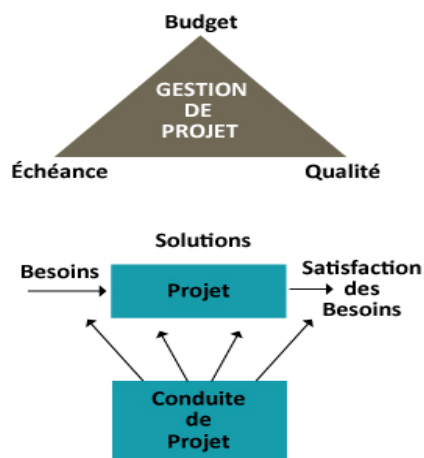 Budget
GESTION
DE
PROJET
Échéance
Qualité
Solutions
Besoins
Projet
Satisfaction
des
Besoins
Conduite
de
Projet